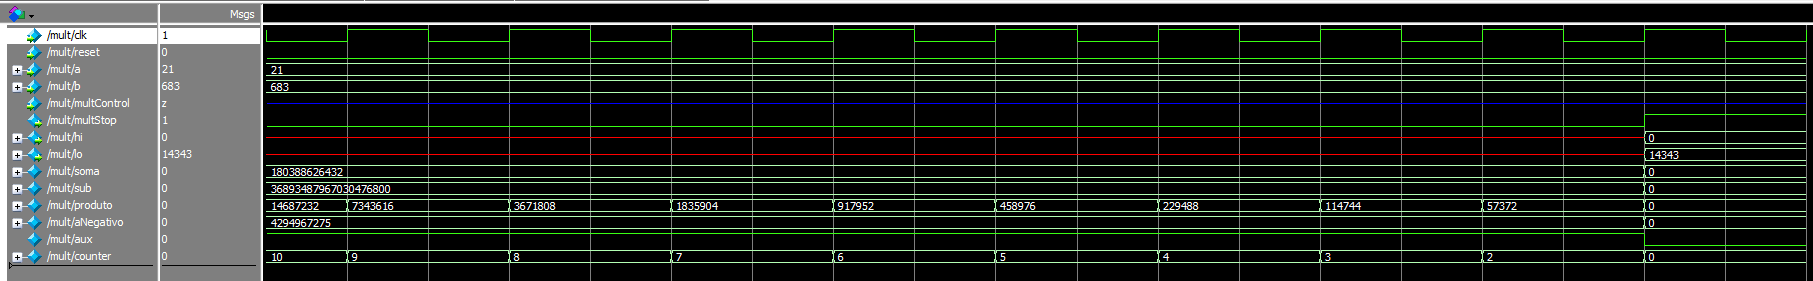 Msgs
/mult/clk 1
/mult/reset 0
/mult/a 21 21
/mult/b 683 683
/mult/multControl z
/mult/multStop 1
/mult/hi 0 0
/mult/lo 14343 14343
/mult/soma 0 180388626432 0
/mult/sub 0 36893487967030476800 0
/mult/produto 0 14687232 7343616 3671808 1835904 917952 458976 229488 114744 57372 0
/mult/aNegativo 0 4294967275 0
/mult/aux 0
/mult/counter 0 10 9 8 7 6 5 4 3 2 0